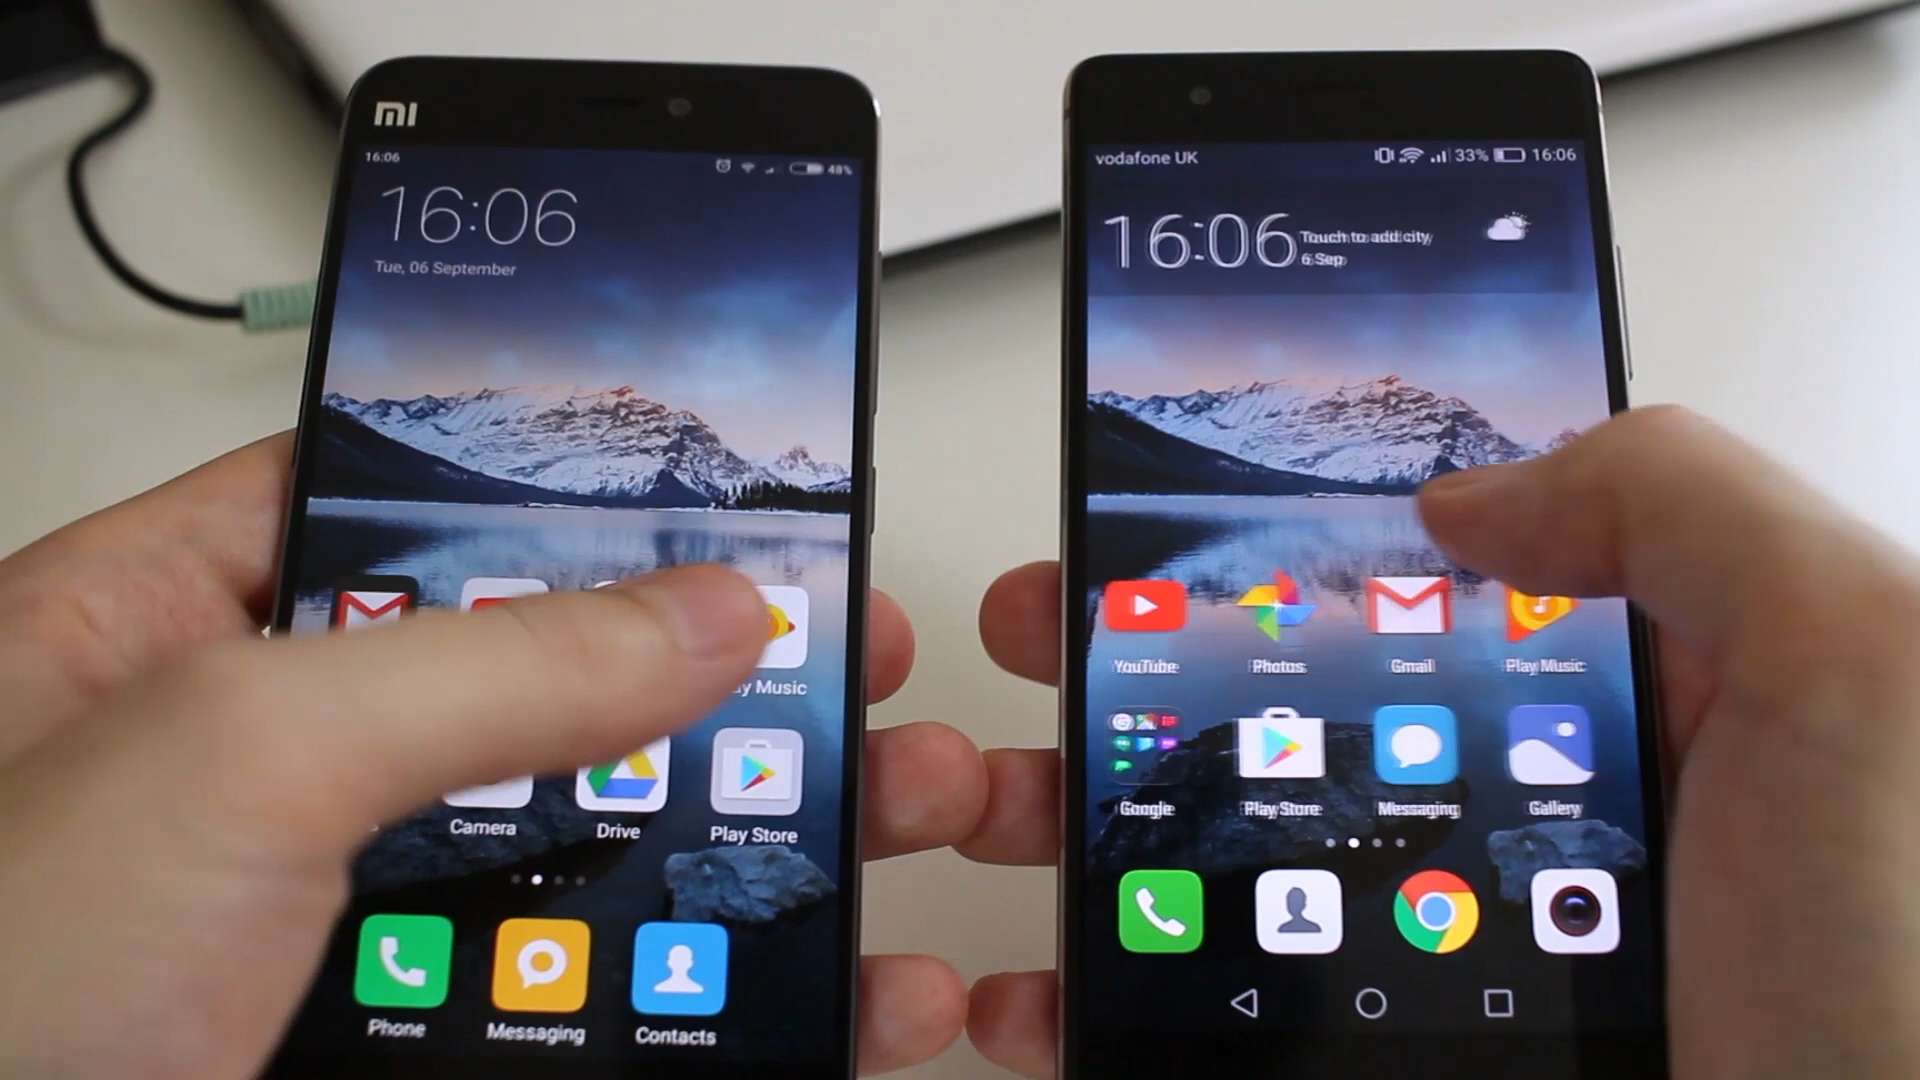 mi
16:06
48%
16:06
Tue, 06 September
Music
Camera
Drive
Play Store
Phone
Messaging
Contacts
vodafone UK
33%
16:06
16:06
Touch to add city
6 Sep
YouTube
Photos
Gmail
Play Music
Google
Play Store
Messaging
Gallery